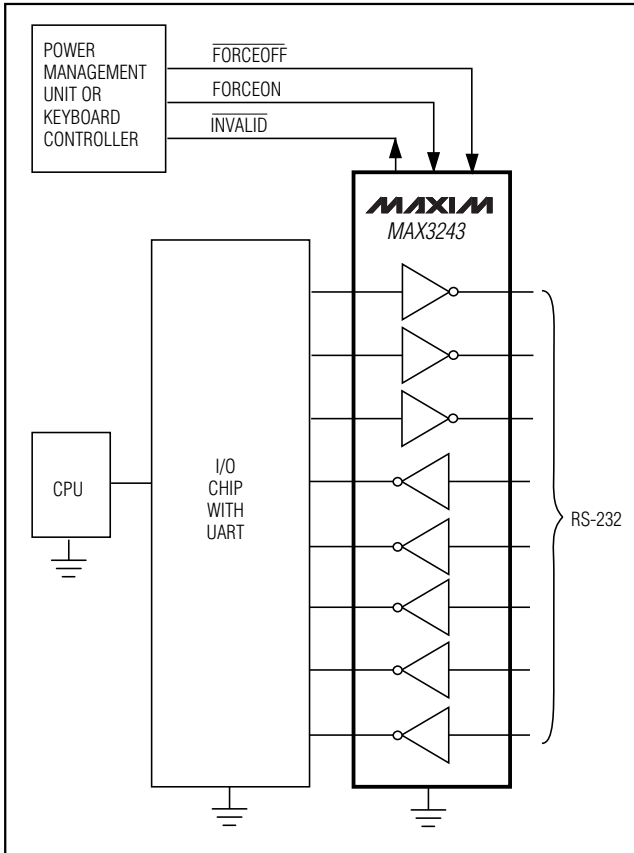 POWER
MANAGEMENT
UNIT OR
KEYBOARD
CONTROLLER
FORCEOFF
FORCEON
INVALID
MAXIM
MAX3243
CPU
I/O
CHIP
WITH
UART
RS-232